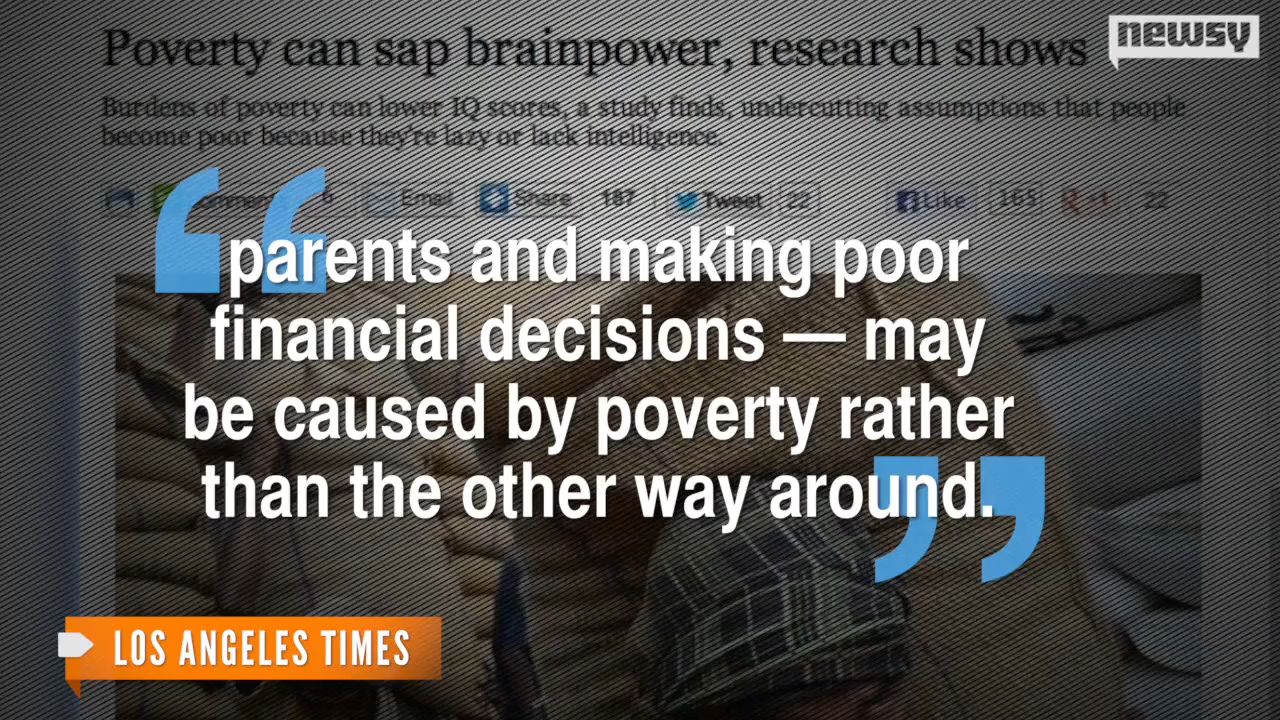 Poverty can sap brainpower, research shows
newsy
Burdens of poverty can lower IQ scores, a study finds, undercutting assumptions that people
become poor because they're lazy or lack intelligence.
Email
Share
187
Tweet
22
Like
165
+1
22
“parents and making poor
financial decisions — may
be caused by poverty rather
than the other way around.”
LOS ANGELES TIMES